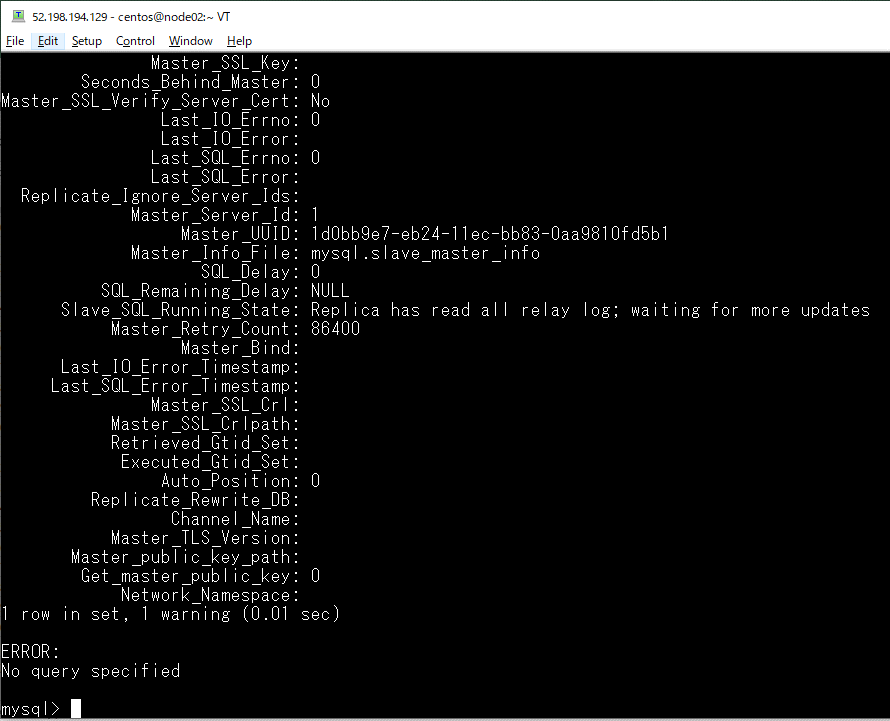 52.198.194.129 - centos@node02:~ VT
File Edit Setup Control Window Help
Master_SSL_Key:
Seconds_Behind_Master: 0
Master_SSL_Verify_Server_Cert: No
Last_IO_Errno: 0
Last_IO_Error:
Last_SQL_Errno: 0
Last_SQL_Error:
Replicate_Ignore_Server_Ids:
Master_Server_Id: 1
Master_UUID: 1d0bb9e7-eb24-11ec-bb83-0aa9810fd5b1
Master_Info_File: mysql.slave_master_info
SQL_Delay: 0
SQL_Remaining_Delay: NULL
Slave_SQL_Running_State: Replica has read all relay log; waiting for more updates
Master_Retry_Count: 86400
Master_Bind:
Last_IO_Error_Timestamp:
Last_SQL_Error_Timestamp:
Master_SSL_Crl:
Master_SSL_Crlpath:
Retrieved_Gtid_Set:
Executed_Gtid_Set:
Auto_Position: 0
Replicate_Rewrite_DB:
Channel_Name:
Master_TLS_Version:
Master_public_key_path:
Get_master_public_key: 0
Network_Namespace:
1 row in set, 1 warning (0.01 sec)
ERROR:
No query specified
mysql>